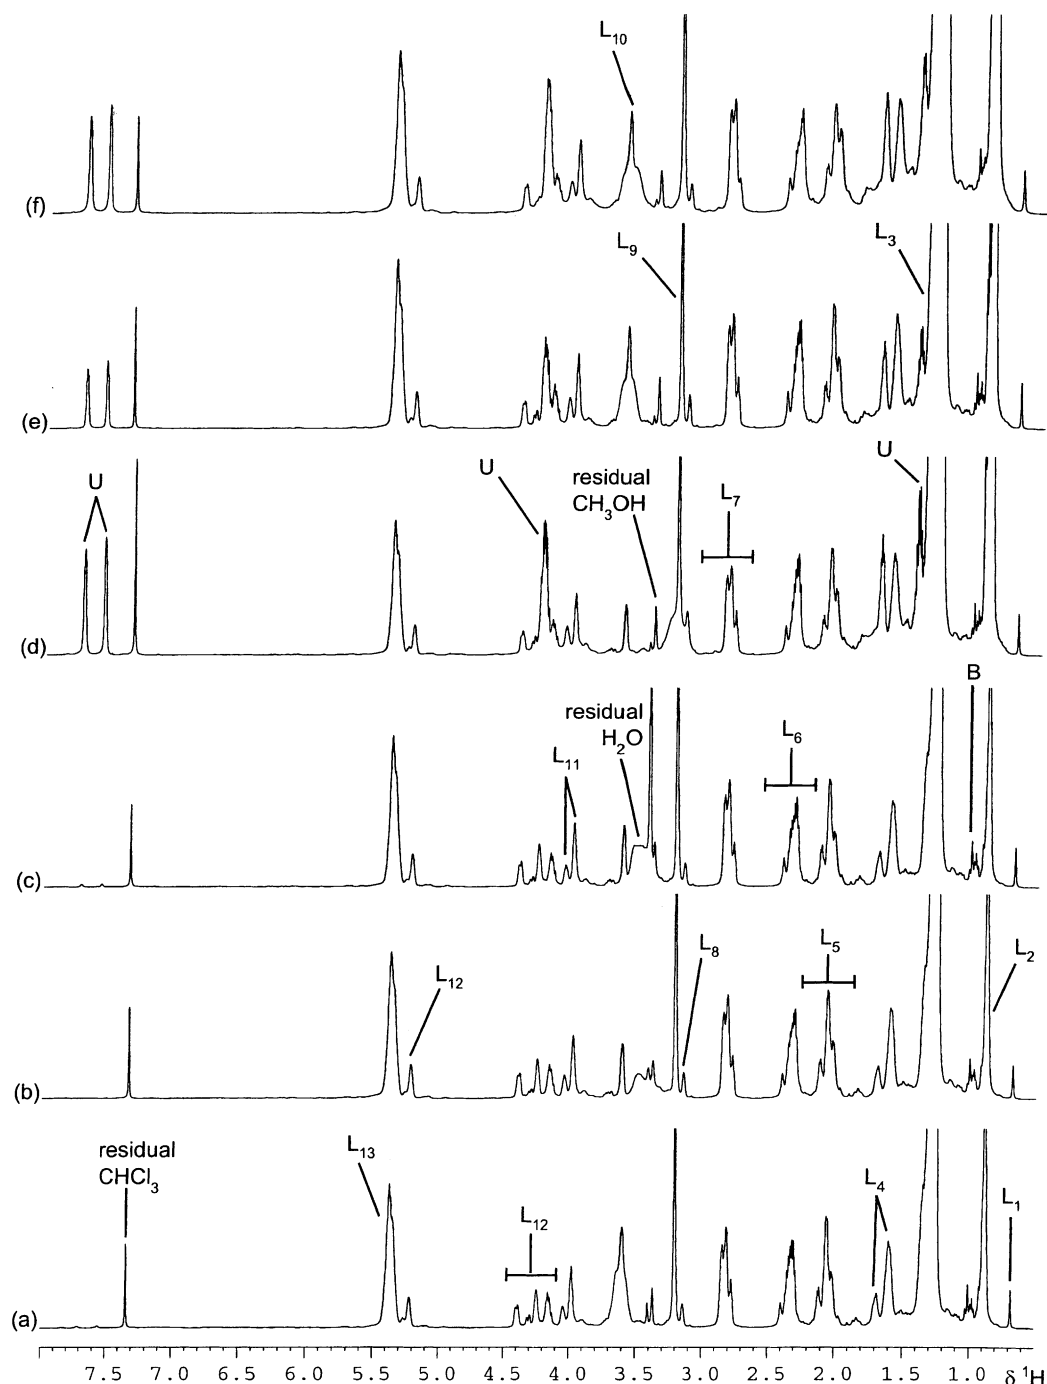 L10
(f)
L9
L3
(e)
U
U
residual
CH3OH
L7
U
(d)
B
residual
H2O
L6
L11
(c)
L12
L8
L5
L2
(b)
residual
CHCl3
L13
L12
L4
L1
(a)
7.5 7.0 6.5 6.0 5.5 5.0 4.5 4.0 3.5 3.0 2.5 2.0 1.5 1.0 δ 1H